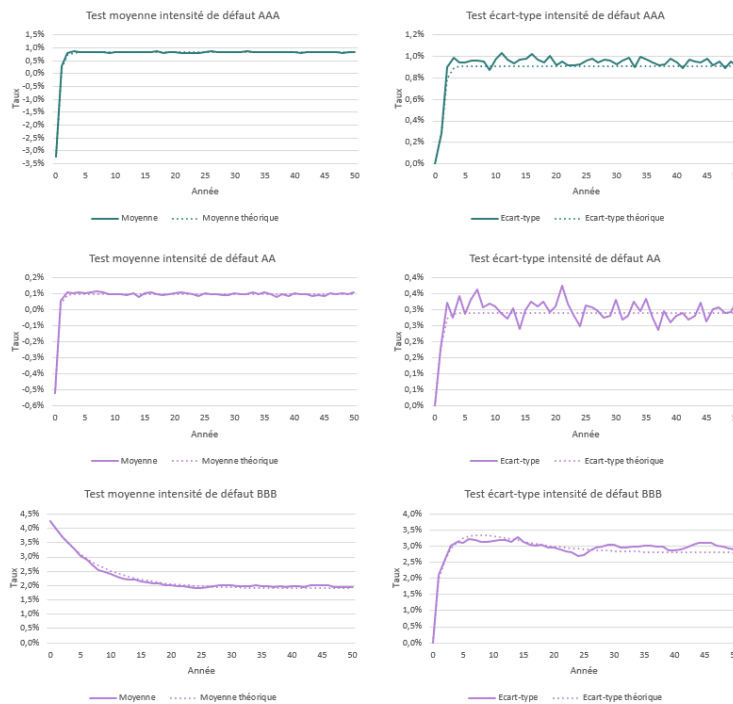 Test moyenne intensité de défaut AAA
1,5%
1,0%
0,5%
0,0%
-0,5%
-1,0%
-1,5%
-2,0%
-2,5%
-3,0%
-3,5%
Taux
0 5 10 15 20 25 30 35 40 45 50
Année
Moyenne Moyenne théorique
Test écart-type intensité de défaut AAA
1,2%
1,0%
0,8%
0,6%
0,4%
0,2%
0,0%
Taux
0 5 10 15 20 25 30 35 40 45 50
Année
Ecart-type Ecart-type théorique
Test moyenne intensité de défaut AA
0,2%
0,1%
0,0%
-0,1%
-0,2%
-0,3%
-0,4%
-0,5%
-0,6%
Taux
0 5 10 15 20 25 30 35 40 45 50
Année
Moyenne Moyenne théorique
Test écart-type intensité de défaut AA
0,4%
0,4%
0,3%
0,3%
0,2%
0,2%
0,1%
0,1%
0,0%
Taux
0 5 10 15 20 25 30 35 40 45 50
Année
Ecart-type Ecart-type théorique
Test moyenne intensité de défaut BBB
4,5%
4,0%
3,5%
3,0%
2,5%
2,0%
1,5%
1,0%
0,5%
0,0%
Taux
0 5 10 15 20 25 30 35 40 45 50
Année
Moyenne Moyenne théorique
Test écart-type intensité de défaut BBB
4,0%
3,5%
3,0%
2,5%
2,0%
1,5%
1,0%
0,5%
0,0%
Taux
0 5 10 15 20 25 30 35 40 45 50
Année
Ecart-type Ecart-type théorique